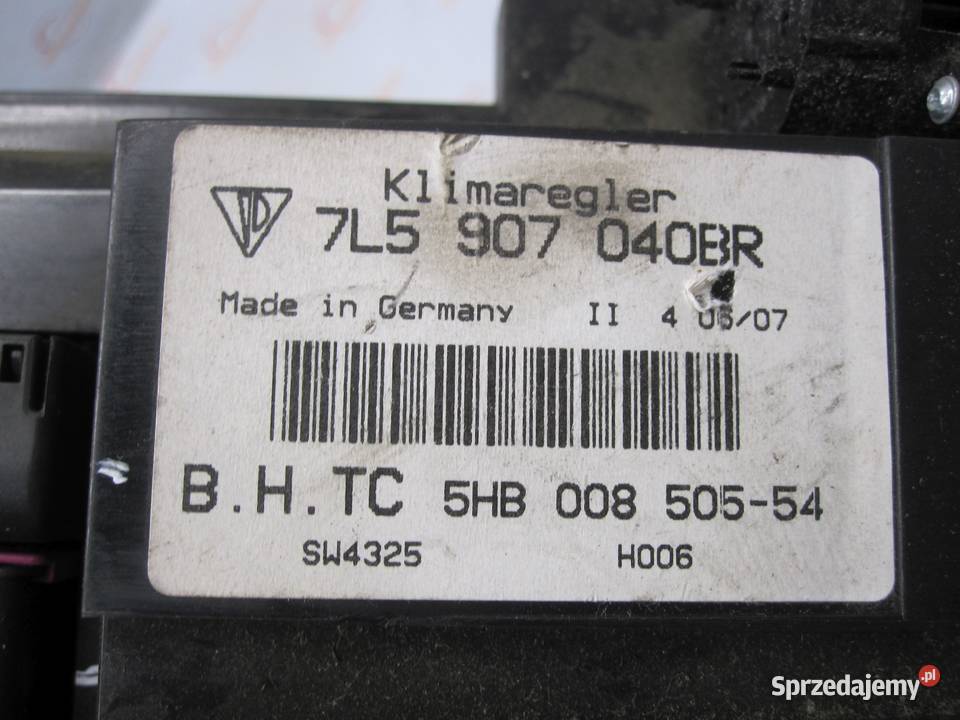 Klimaregler
7L5 907 040BR
Made in Germany II 4 06/07
B.H.TC 5HB 008 505-54
SW4325 H006
Sprzedajemy.pl